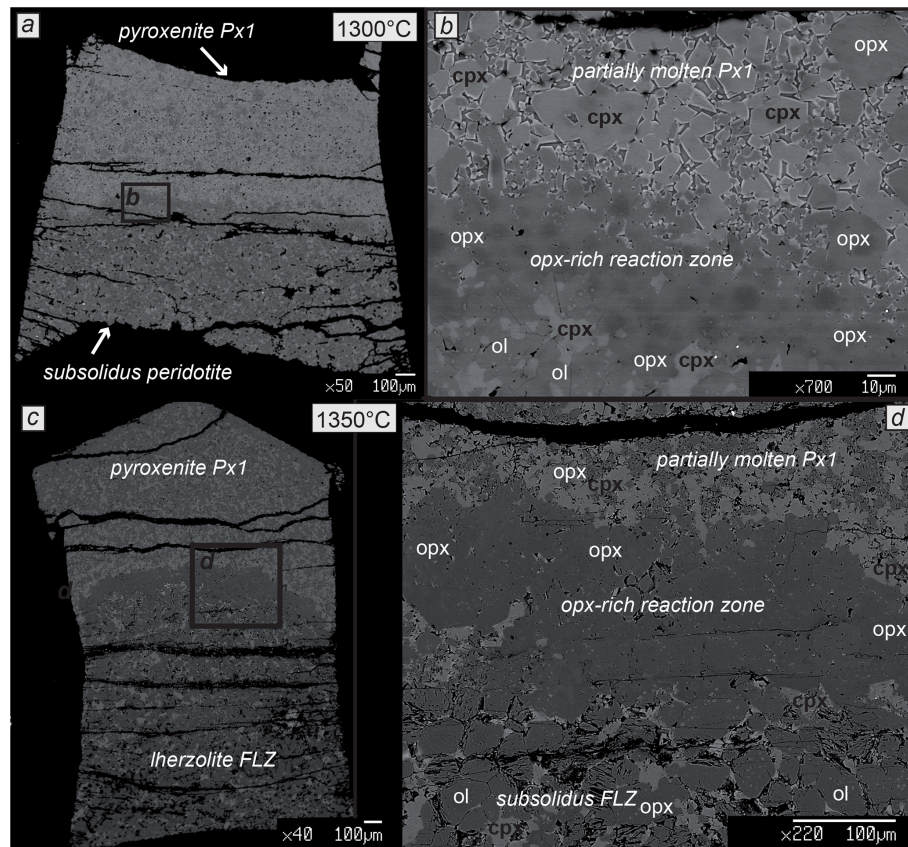 a
pyroxenite Px1
1300°C
b
subsolidus peridotite
×50 100µm
b
opx
cpx
partially molten Px1
cpx
cpx
opx
opx
opx-rich reaction zone
cpx
opx
ol
opx
cpx
ol
×700 10µm
c
1350°C
pyroxenite Px1
d
d
lherzolite FLZ
×40 100µm
d
partially molten Px1
opx
cpx
opx
opx
cpx
opx-rich reaction zone
opx
cpx
ol
subsolidus FLZ
opx
ol
cpx
×220 100µm